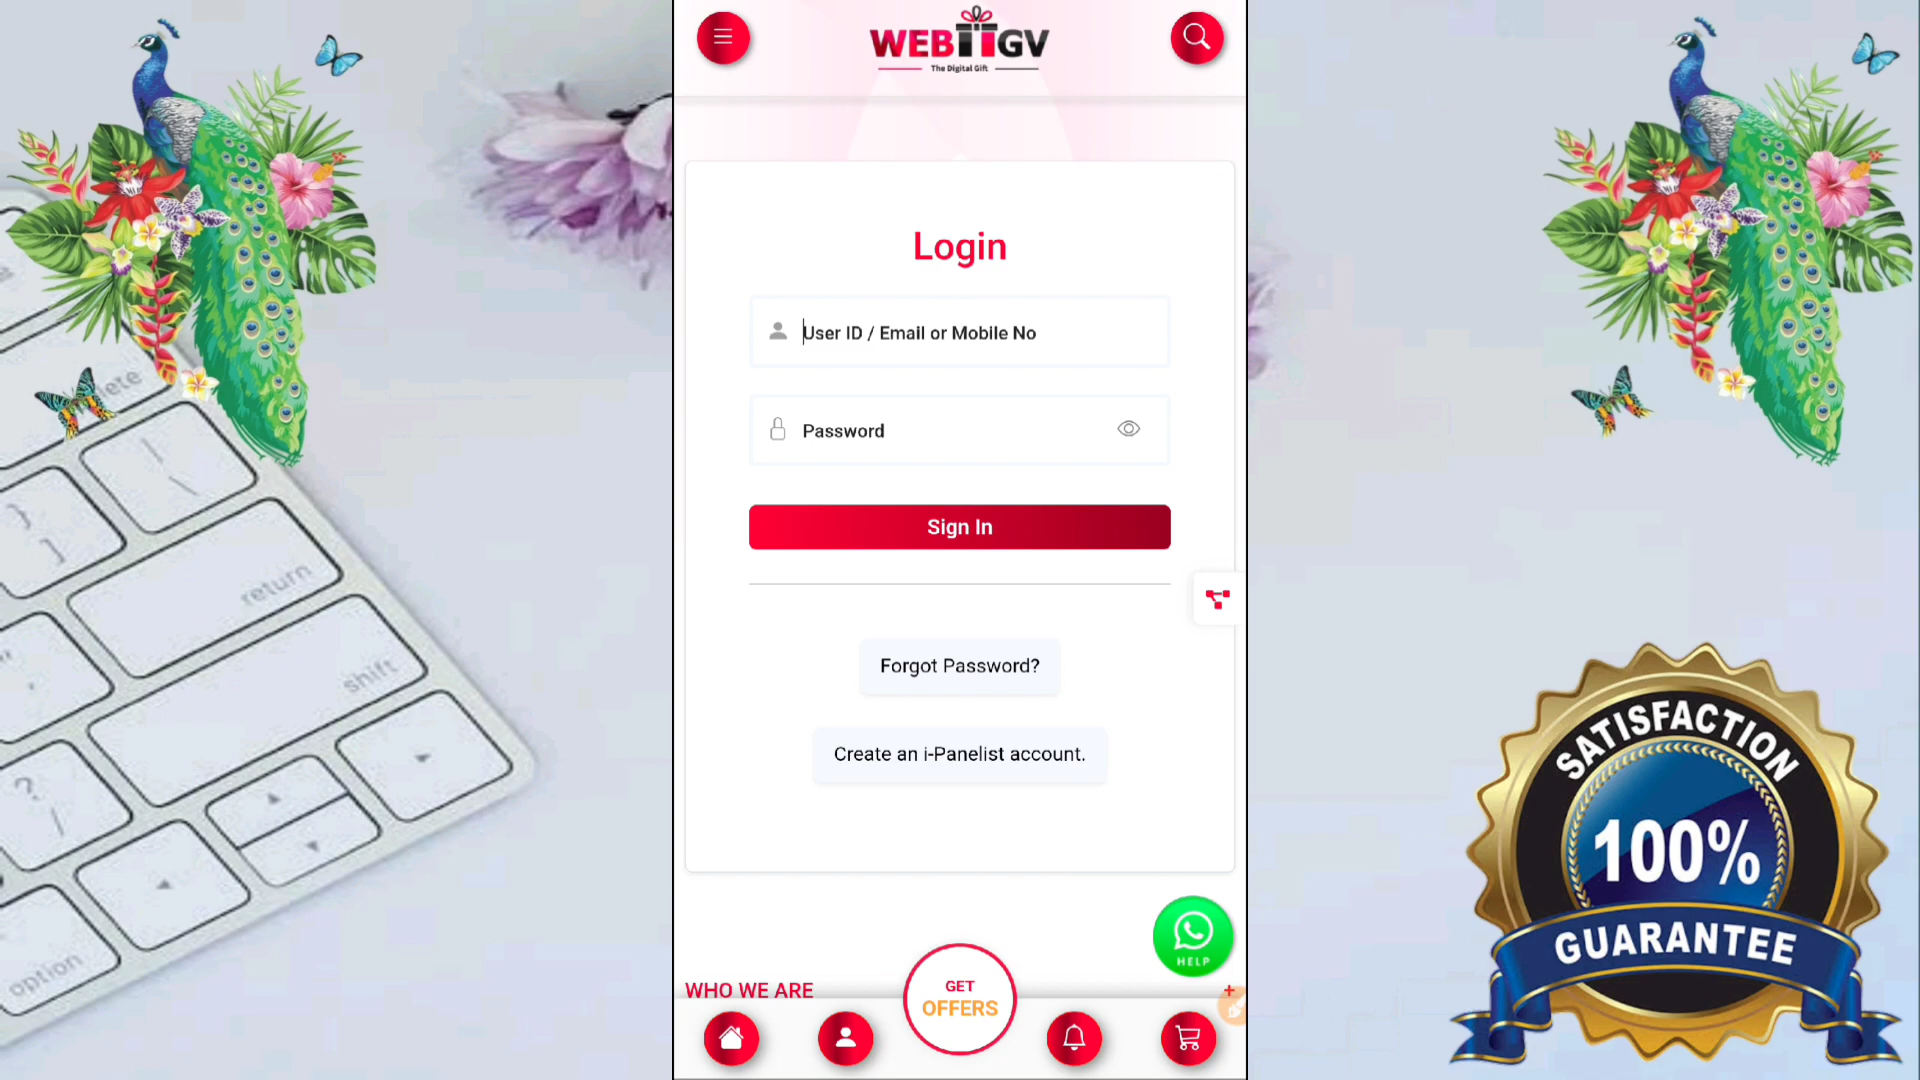 WEBTTGV
The Digital Gift
Login
User ID / Email or Mobile No
Password
Sign In
Forgot Password?
Create an i-Panelist account.
HELP
WHO WE ARE
+
GET
OFFERS
return
shift
option
}
]
|
\
?
/
SATISFACTION
100%
GUARANTEE